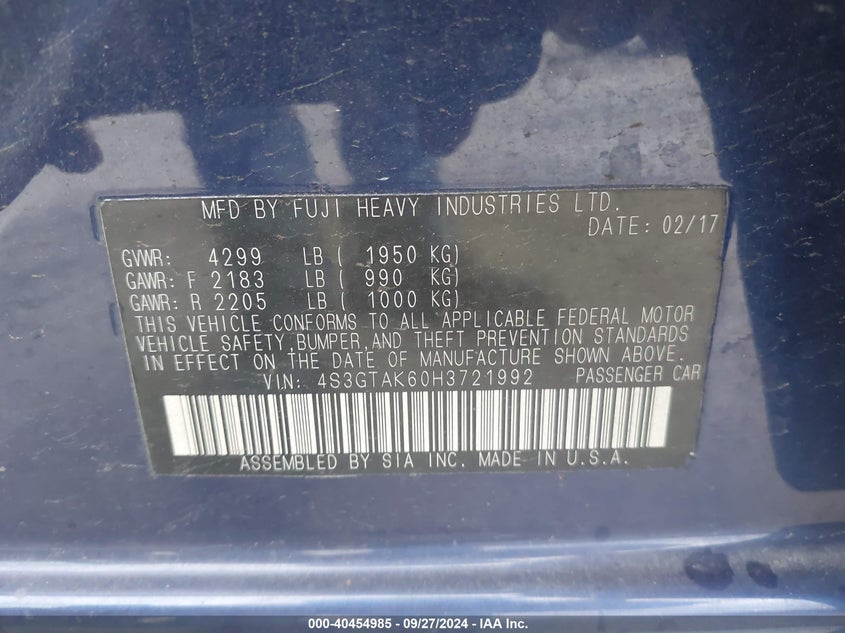 MFD BY FUJI HEAVY INDUSTRIES LTD.
DATE: 02/17
GVWR: 4299 LB ( 1950 KG)
GAWR: F 2183 LB ( 990 KG)
GAWR: R 2205 LB ( 1000 KG)
THIS VEHICLE CONFORMS TO ALL APPLICABLE FEDERAL MOTOR
VEHICLE SAFETY,BUMPER,AND THEFT PREVENTION STANDARDS
IN EFFECT ON THE DATE OF MANUFACTURE SHOWN ABOVE.
VIN: 4S3GTAK60H3721992 PASSENGER CAR
ASSEMBLED BY SIA INC. MADE IN U.S.A.
000-40454985 - 09/27/2024 - IAA Inc.